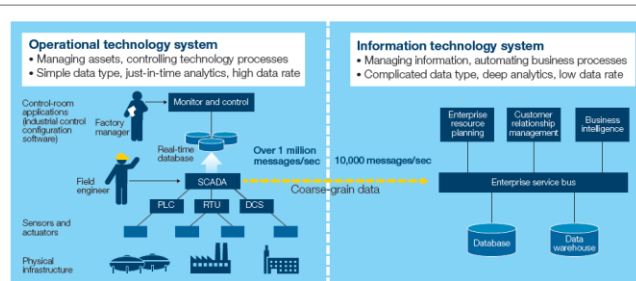 Operational technology system
• Managing assets, controlling technology processes
• Simple data type, just-in-time analytics, high data rate
Control-room
applications
(industrial control
configuration
software)
Factory
manager
Monitor and control
Real-time
database
Over 1 million
messages/sec
Field
engineer
SCADA
PLC
RTU
DCS
Sensors and
actuators
Physical
infrastructure
Coarse-grain data
Information technology system
• Managing information, automating business processes
• Complicated data type, deep analytics, low data rate
10,000 messages/sec
Enterprise
resource
planning
Customer
relationship
management
Business
intelligence
Enterprise service bus
Database
Data
warehouse